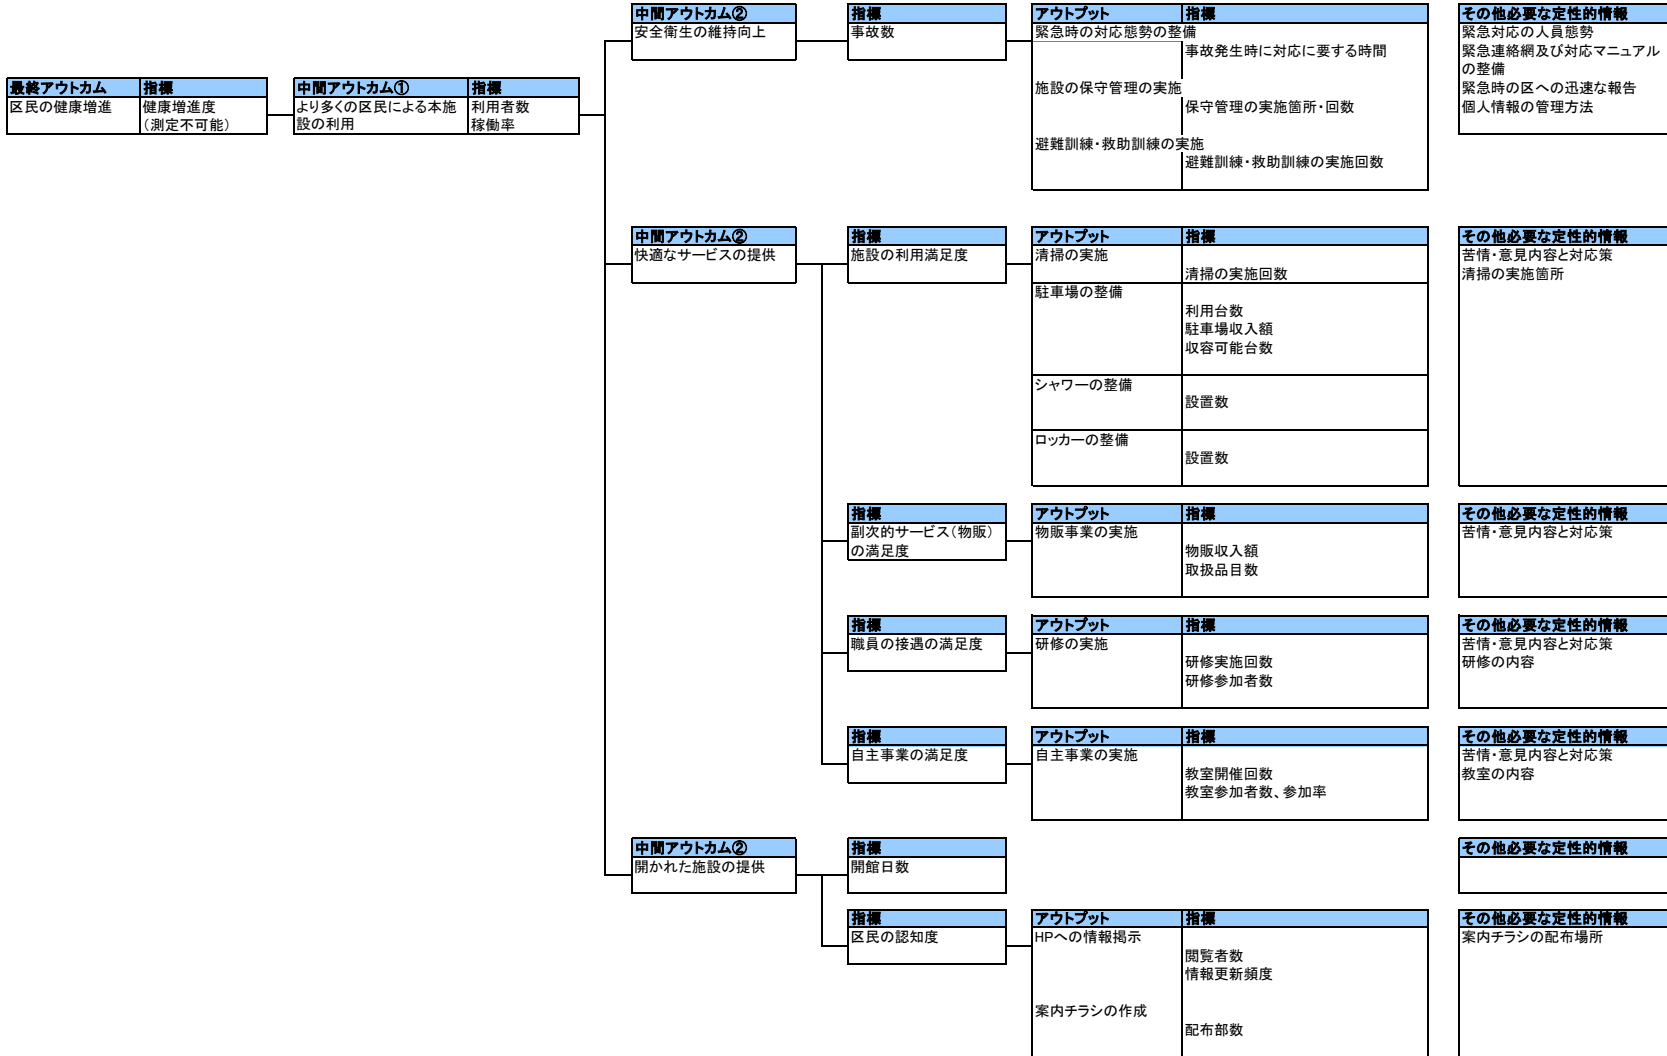 最終アウトカム 指標
区民の健康増進 健康増進度
（測定不可能）
中間アウトカム① 指標
より多くの区民による本施 利用者数
設の利用 稼働率
中間アウトカム② 指標 アウトプット 指標 その他必要な定性的情報
安全衛生の維持向上 事故数 緊急時の対応態勢の整備 緊急対応の人員態勢
事故発生時に対応に要する時間 緊急連絡網及び対応マニュアル
の整備
施設の保守管理の実施 緊急時の区への迅速な報告
保守管理の実施箇所・回数 個人情報の管理方法
避難訓練・救助訓練の実施
避難訓練・救助訓練の実施回数
中間アウトカム② 指標 アウトプット 指標 その他必要な定性的情報
快適なサービスの提供 施設の利用満足度 清掃の実施 苦情・意見内容と対応策
清掃の実施回数 清掃の実施箇所
駐車場の整備
利用台数
駐車場収入額
収容可能台数
シャワーの整備
設置数
ロッカーの整備
設置数
指標 アウトプット 指標 その他必要な定性的情報
副次的サービス（物販） 物販事業の実施 苦情・意見内容と対応策
の満足度 物販収入額
取扱品目数
指標 アウトプット 指標 その他必要な定性的情報
職員の接遇の満足度 研修の実施 苦情・意見内容と対応策
研修実施回数 研修の内容
研修参加者数
指標 アウトプット 指標 その他必要な定性的情報
自主事業の満足度 自主事業の実施 苦情・意見内容と対応策
教室開催回数 教室の内容
教室参加者数、参加率
中間アウトカム② 指標 その他必要な定性的情報
開かれた施設の提供 開館日数
指標 アウトプット 指標 その他必要な定性的情報
区民の認知度 HPへの情報掲示 案内チラシの配布場所
閲覧者数
情報更新頻度
案内チラシの作成
配布部数